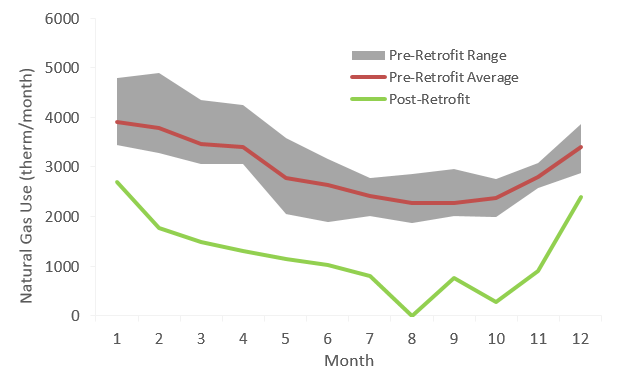 6000
5000
4000
3000
2000
1000
0
Natural Gas Use (therm/month)
Pre-Retrofit Range
Pre-Retrofit Average
Post-Retrofit
1 2 3 4 5 6 7 8 9 10 11 12
Month